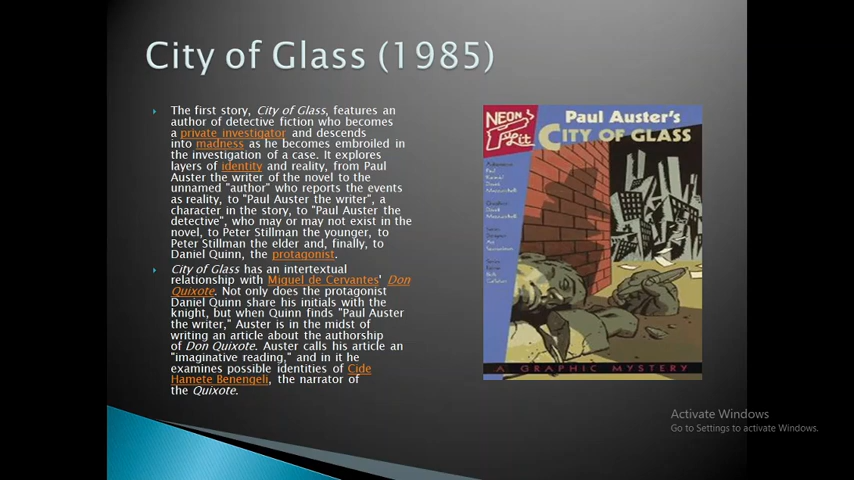 City of Glass (1985)
The first story, City of Glass, features an
author of detective fiction who becomes
a private investigator and descends
into madness as he becomes embroiled in
the investigation of a case. It explores
layers of identity and reality, from Paul
Auster the writer of the novel to the
unnamed "author" who reports the events
as reality, to "Paul Auster the writer", a
character in the story, to "Paul Auster the
detective", who may or may not exist in the
novel, to Peter Stillman the younger, to
Peter Stillman the elder and, finally, to
Daniel Quinn, the protagonist.
City of Glass has an intertextual
relationship with Miguel de Cervantes' Don
Quixote. Not only does the protagonist
Daniel Quinn share his initials with the
knight, but when Quinn finds "Paul Auster
the writer," Auster is in the midst of
writing an article about the authorship
of Don Quixote. Auster calls his article an
"imaginative reading," and in it he
examines possible identities of Cide
Hamete Benengeli, the narrator of
the Quixote.
NEON
Lit
Paul Auster's
CITY OF GLASS
A GRAPHIC MYSTERY
Activate Windows
Go to Settings to activate Windows.